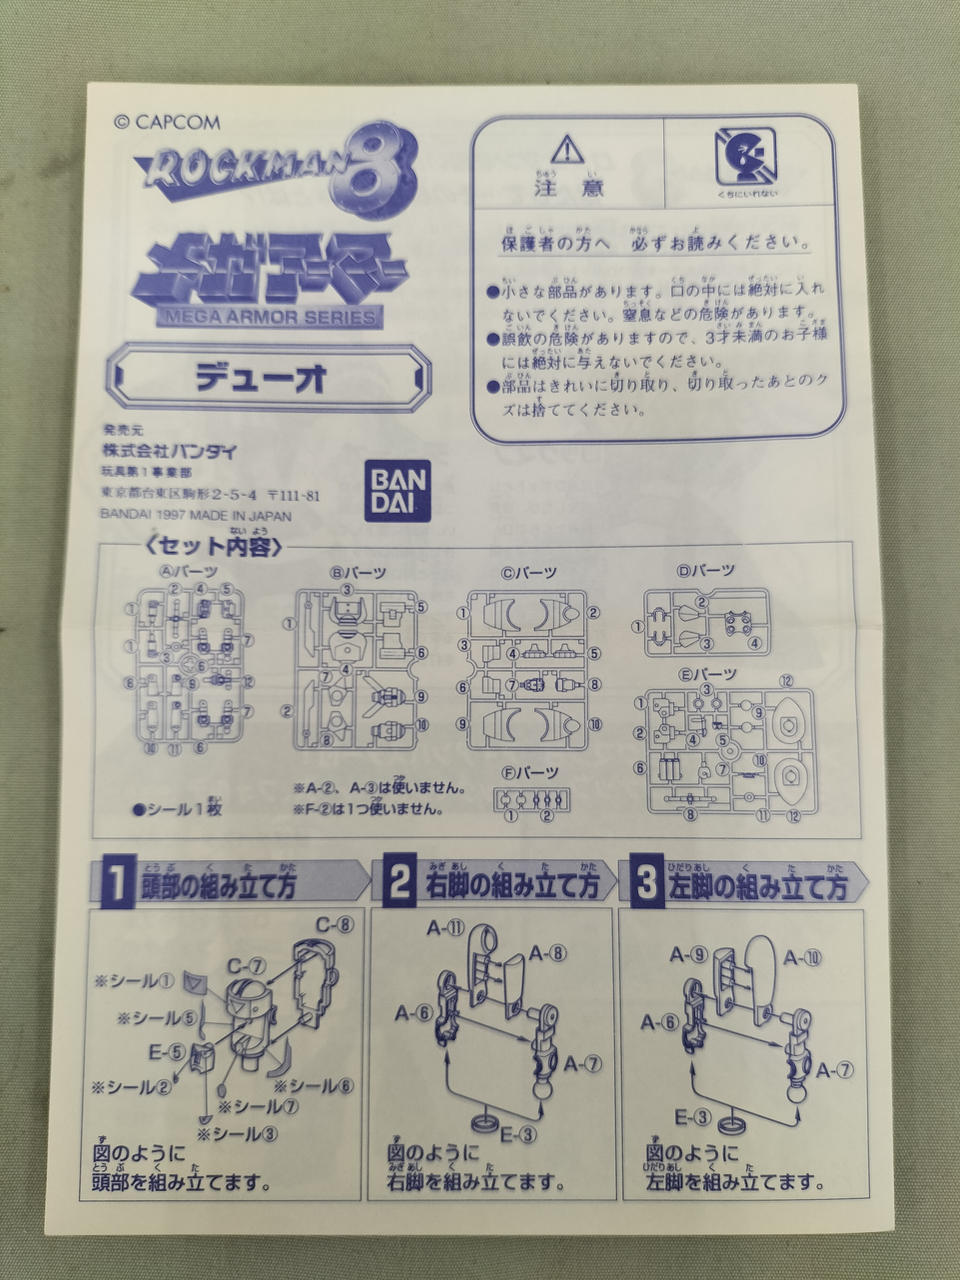 © CAPCOM
ROCKMAN 8
メガアーマー
MEGA ARMOR SERIES
デューオ
発売元
株式会社バンダイ
玩具第1事業部
東京都台東区駒形2-5-4 〒111-81
BANDAI 1997 MADE IN JAPAN
BAN
DAI
注意
ちゅうい
くちにいれない
保護者の方へ 必ずお読みください。
●小さな部品があります。口の中には絶対に入れ
ないでください。窒息などの危険があります。
●誤飲の危険がありますので、3才未満のお子様
には絶対に与えないでください。
●部品はきれいに切り取り、切り取ったあとのク
ズは捨ててください。
〈セット内容〉
Ⓐパーツ
Ⓑパーツ
Ⓒパーツ
Ⓓパーツ
Ⓔパーツ
Ⓕパーツ
●シール1枚
※A-②、A-③は使いません。
※F-②は1つ使いません。
1 頭部の組み立て方
C-⑧
C-⑦
※シール①
※シール⑤
E-⑤
※シール②
※シール⑥
※シール⑦
※シール③
図のように
頭部を組み立てます。
2 右脚の組み立て方
A-⑪
A-⑧
A-⑥
A-⑦
E-③
図のように
右脚を組み立てます。
3 左脚の組み立て方
A-⑨
A-⑩
A-⑥
A-⑦
E-③
図のように
左脚を組み立てます。